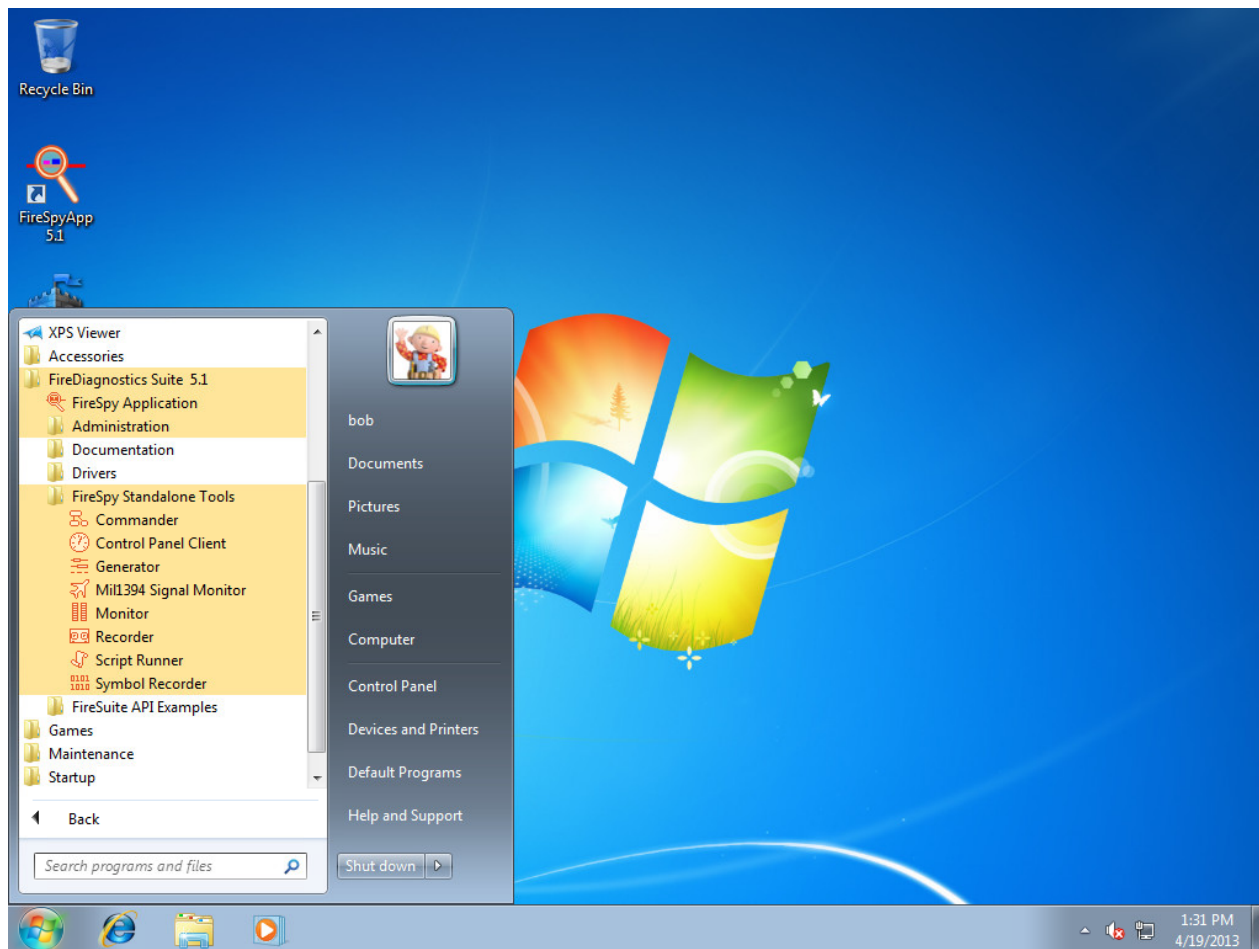 Recycle Bin
FireSpyApp
5.1
XPS Viewer
Accessories
FireDiagnostics Suite 5.1
FireSpy Application
Administration
Documentation
Drivers
FireSpy Standalone Tools
Commander
Control Panel Client
Generator
Mil1394 Signal Monitor
Monitor
Recorder
Script Runner
0101
1010
Symbol Recorder
FireSuite API Examples
Games
Maintenance
Startup
Back
Search programs and files
bob
Documents
Pictures
Music
Games
Computer
Control Panel
Devices and Printers
Default Programs
Help and Support
Shut down
1:31 PM
4/19/2013